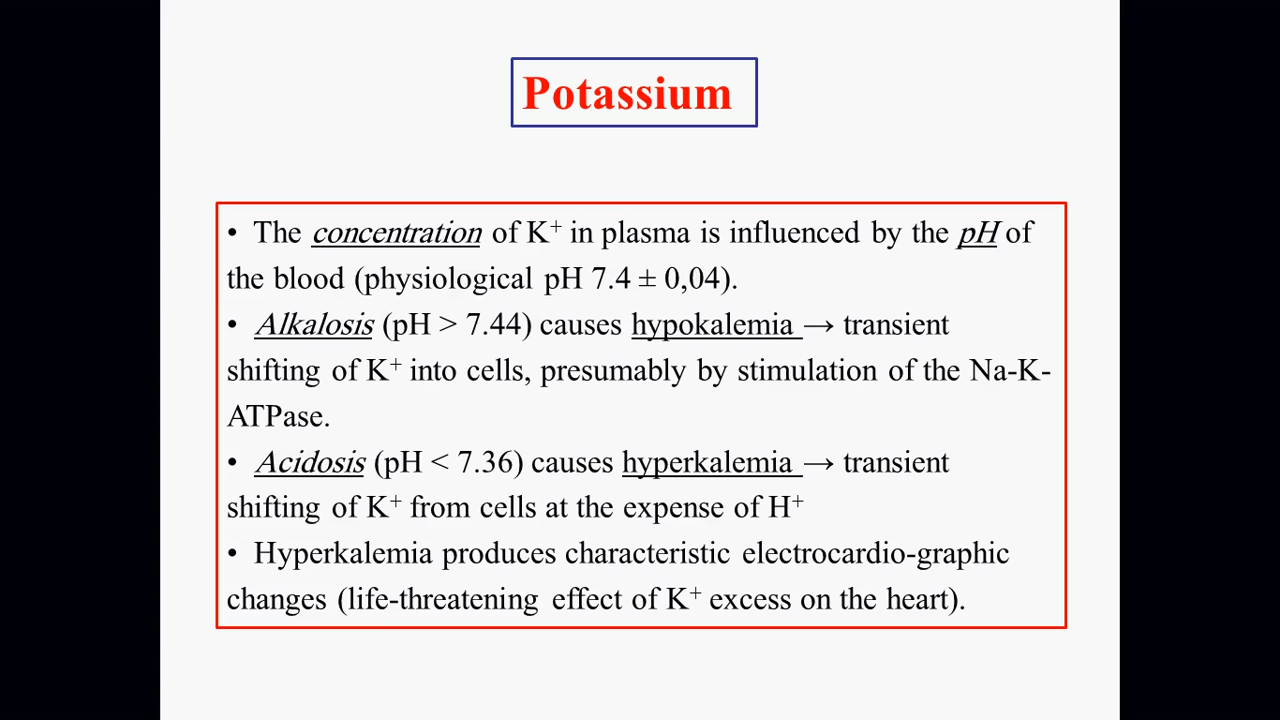 Potassium
• The concentration of K⁺ in plasma is influenced by the pH of
the blood (physiological pH 7.4 ± 0,04).
• Alkalosis (pH > 7.44) causes hypokalemia → transient
shifting of K⁺ into cells, presumably by stimulation of the Na-K-
ATPase.
• Acidosis (pH < 7.36) causes hyperkalemia → transient
shifting of K⁺ from cells at the expense of H⁺
• Hyperkalemia produces characteristic electrocardio-graphic
changes (life-threatening effect of K⁺ excess on the heart).